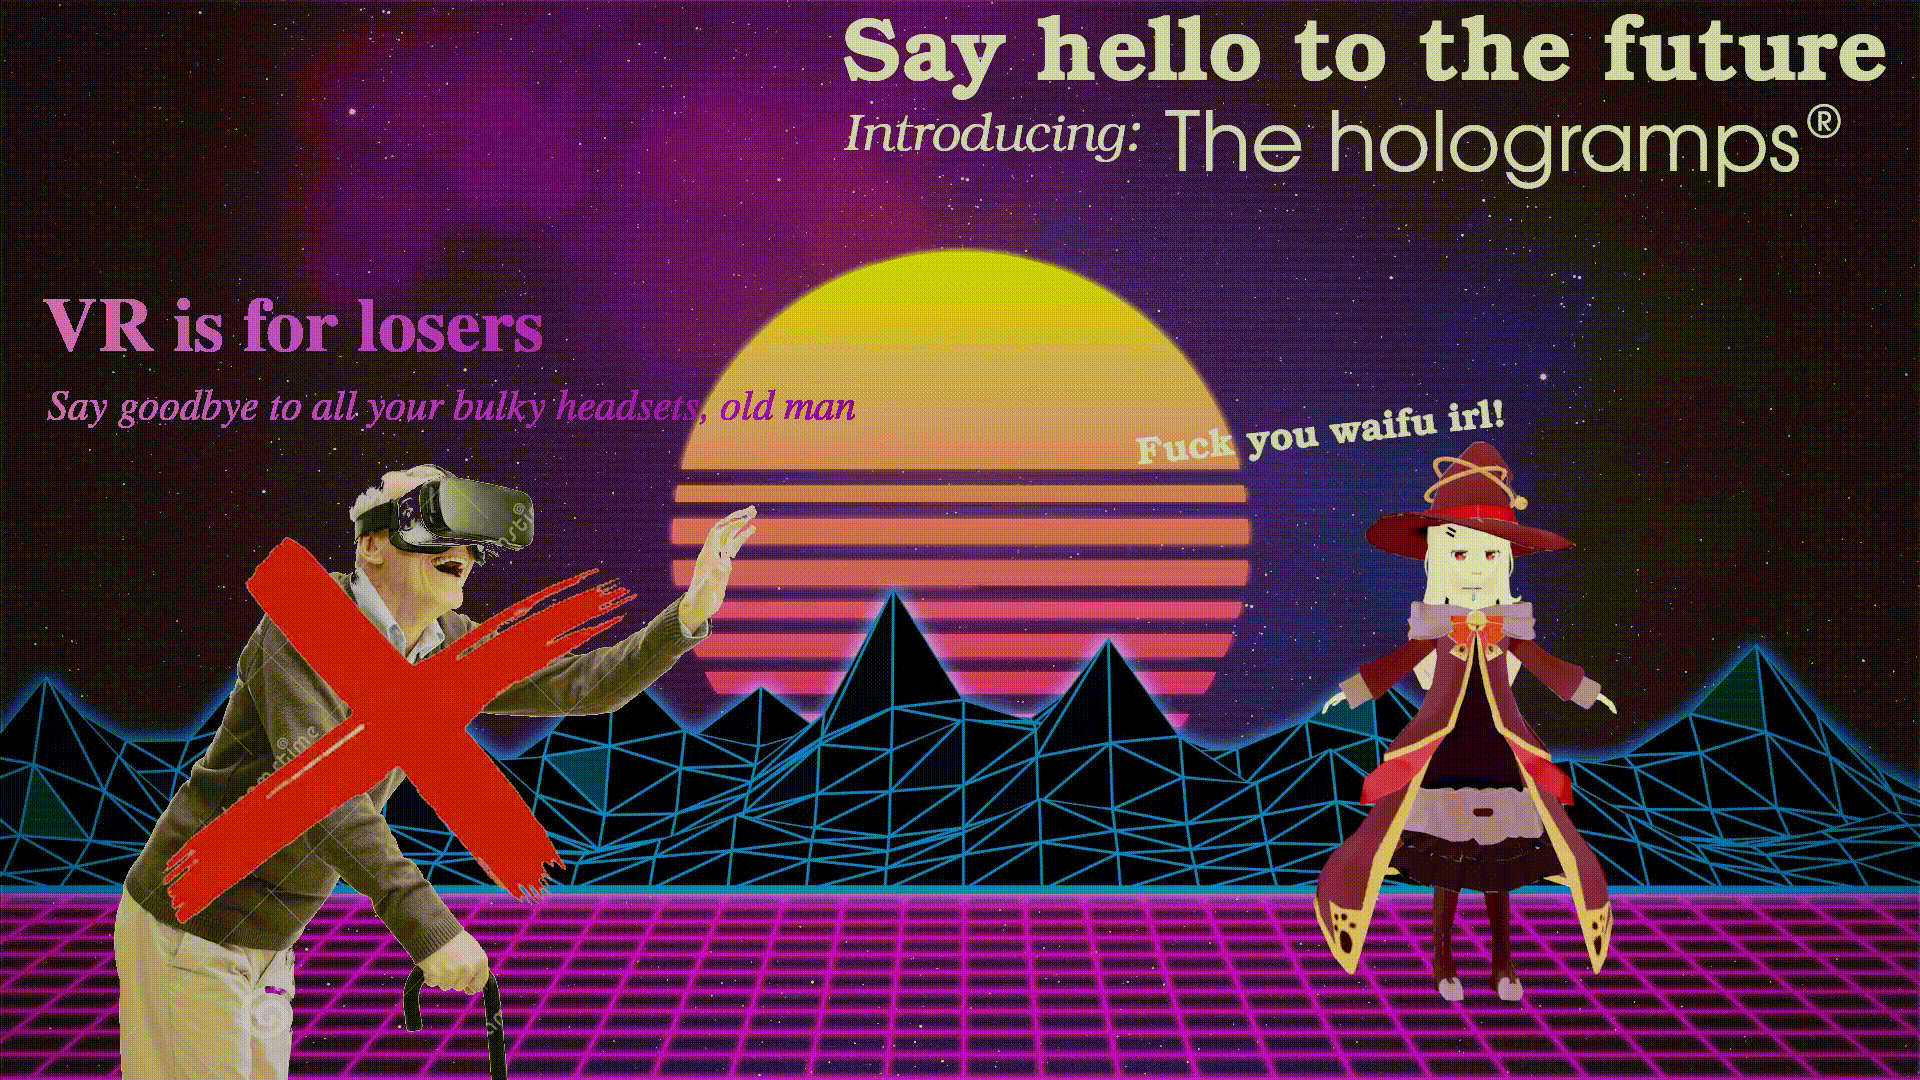 Say hello to the future
Introducing: The hologramps®
VR is for losers
Say goodbye to all your bulky headsets, old man
Fuck you waifu irl!